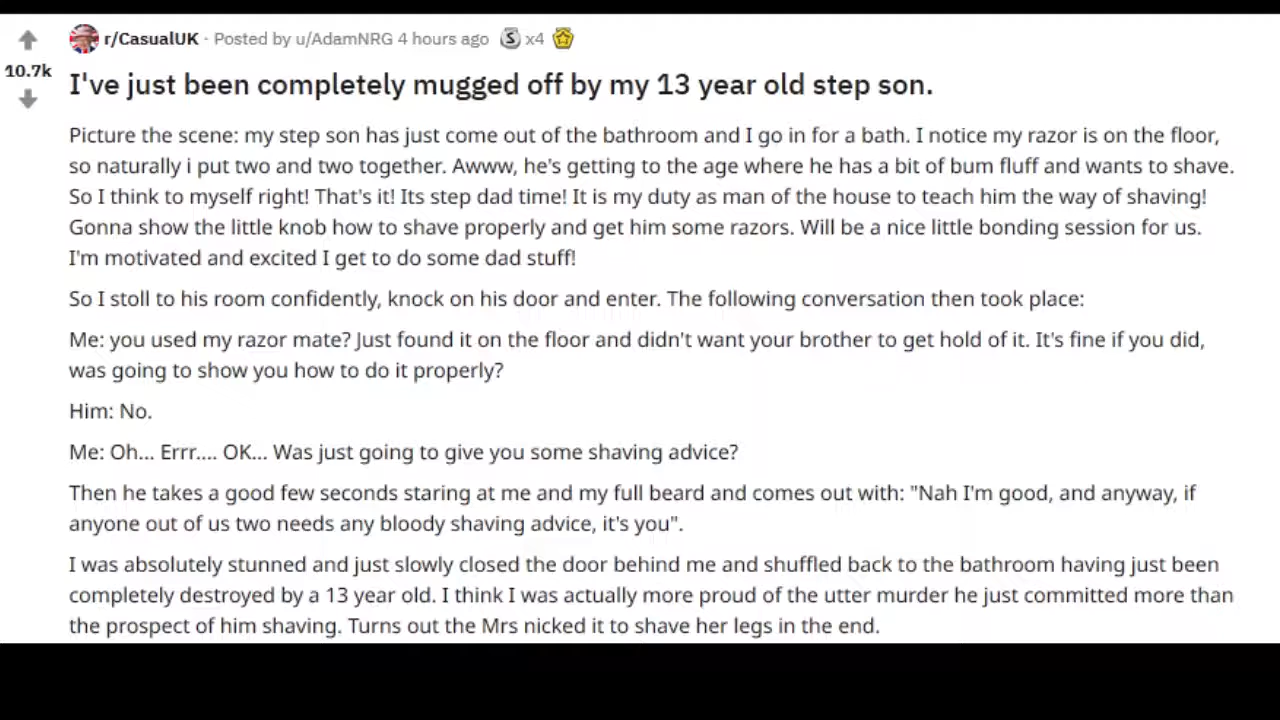 r/CasualUK · Posted by u/AdamNRG 4 hours ago S x4
10.7k
I've just been completely mugged off by my 13 year old step son.
Picture the scene: my step son has just come out of the bathroom and I go in for a bath. I notice my razor is on the floor,
so naturally i put two and two together. Awww, he's getting to the age where he has a bit of bum fluff and wants to shave.
So I think to myself right! That's it! Its step dad time! It is my duty as man of the house to teach him the way of shaving!
Gonna show the little knob how to shave properly and get him some razors. Will be a nice little bonding session for us.
I'm motivated and excited I get to do some dad stuff!
So I stoll to his room confidently, knock on his door and enter. The following conversation then took place:
Me: you used my razor mate? Just found it on the floor and didn't want your brother to get hold of it. It's fine if you did,
was going to show you how to do it properly?
Him: No.
Me: Oh... Errr.... OK... Was just going to give you some shaving advice?
Then he takes a good few seconds staring at me and my full beard and comes out with: "Nah I'm good, and anyway, if
anyone out of us two needs any bloody shaving advice, it's you".
I was absolutely stunned and just slowly closed the door behind me and shuffled back to the bathroom having just been
completely destroyed by a 13 year old. I think I was actually more proud of the utter murder he just committed more than
the prospect of him shaving. Turns out the Mrs nicked it to shave her legs in the end.